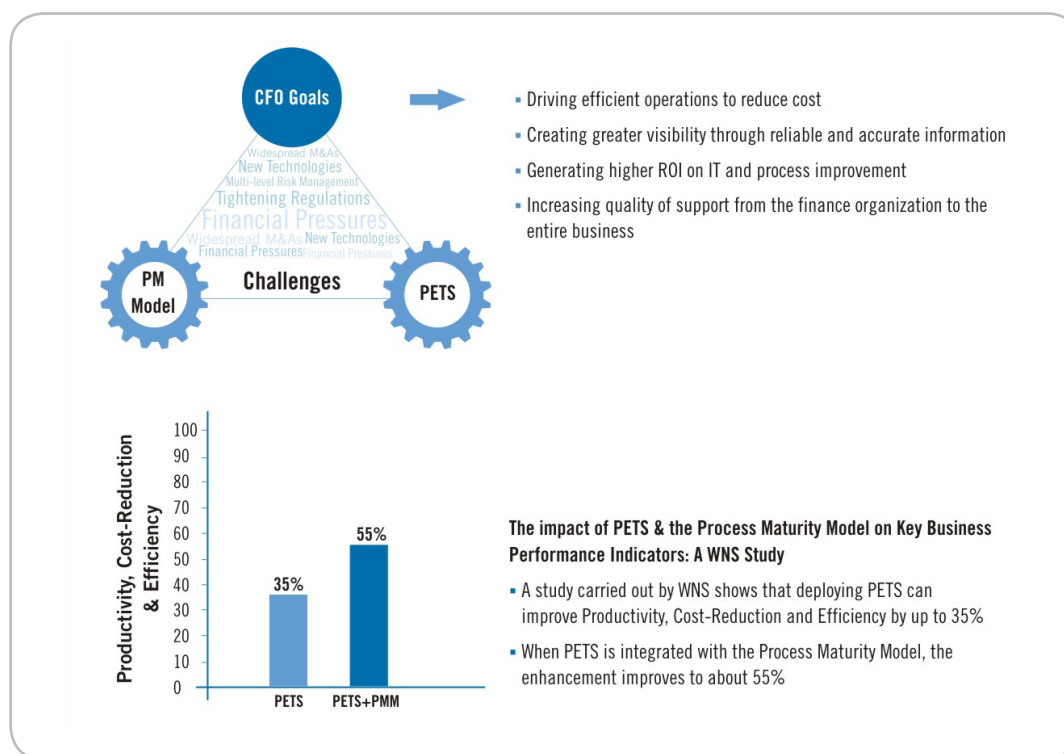 CFO Goals
Widespread M&As
New Technologies
Multi-level Risk Management
Tightening Regulations
Financial Pressures
Widespread M&As New Technologies
Financial Pressures Financial Pressures
Challenges
PM
Model
PETS
▪ Driving efficient operations to reduce cost
▪ Creating greater visibility through reliable and accurate information
▪ Generating higher ROI on IT and process improvement
▪ Increasing quality of support from the finance organization to the
entire business
Productivity, Cost-Reduction
& Efficiency
100
90
80
70
60
50
40
30
20
10
0
35%
55%
PETS
PETS+PMM
The impact of PETS & the Process Maturity Model on Key Business
Performance Indicators: A WNS Study
▪ A study carried out by WNS shows that deploying PETS can
improve Productivity, Cost-Reduction and Efficiency by up to 35%
▪ When PETS is integrated with the Process Maturity Model, the
enhancement improves to about 55%